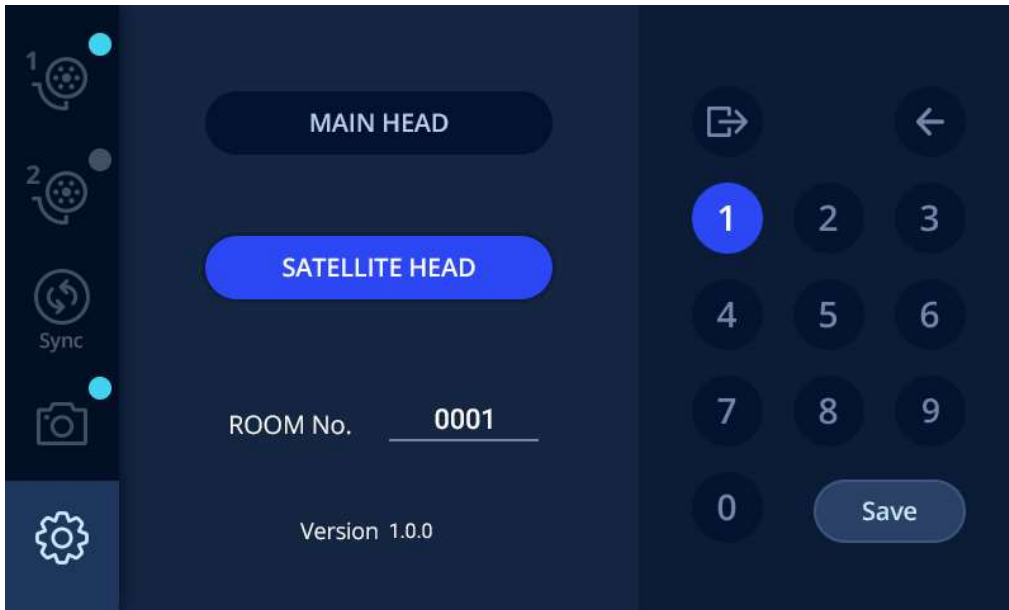 1
2
Sync
MAIN HEAD
SATELLITE HEAD
ROOM No. 0001
Version 1.0.0
1 2 3
4 5 6
7 8 9
0 Save